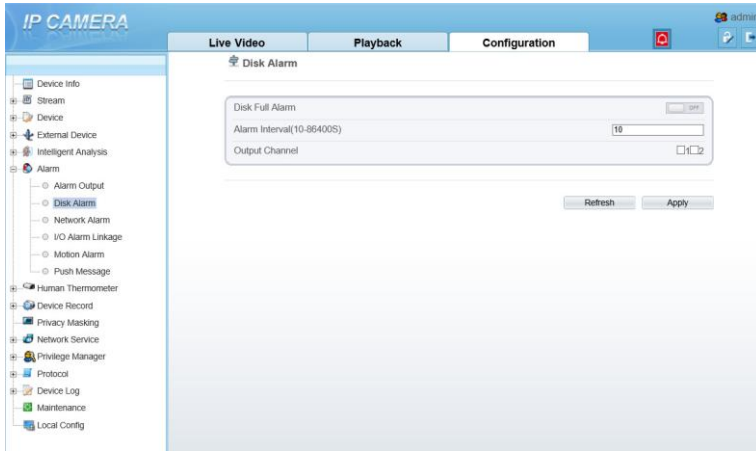 IP CAMERA
admin
Live Video
Playback
Configuration
Disk Alarm
Device Info
Stream
Device
External Device
Intelligent Analysis
Alarm
Alarm Output
Disk Alarm
Network Alarm
I/O Alarm Linkage
Motion Alarm
Push Message
Human Thermometer
Device Record
Privacy Masking
Network Service
Privilege Manager
Protocol
Device Log
Maintenance
Local Config
Disk Full Alarm
OFF
Alarm Interval(10-86400S)
10
Output Channel
1 2
Refresh
Apply